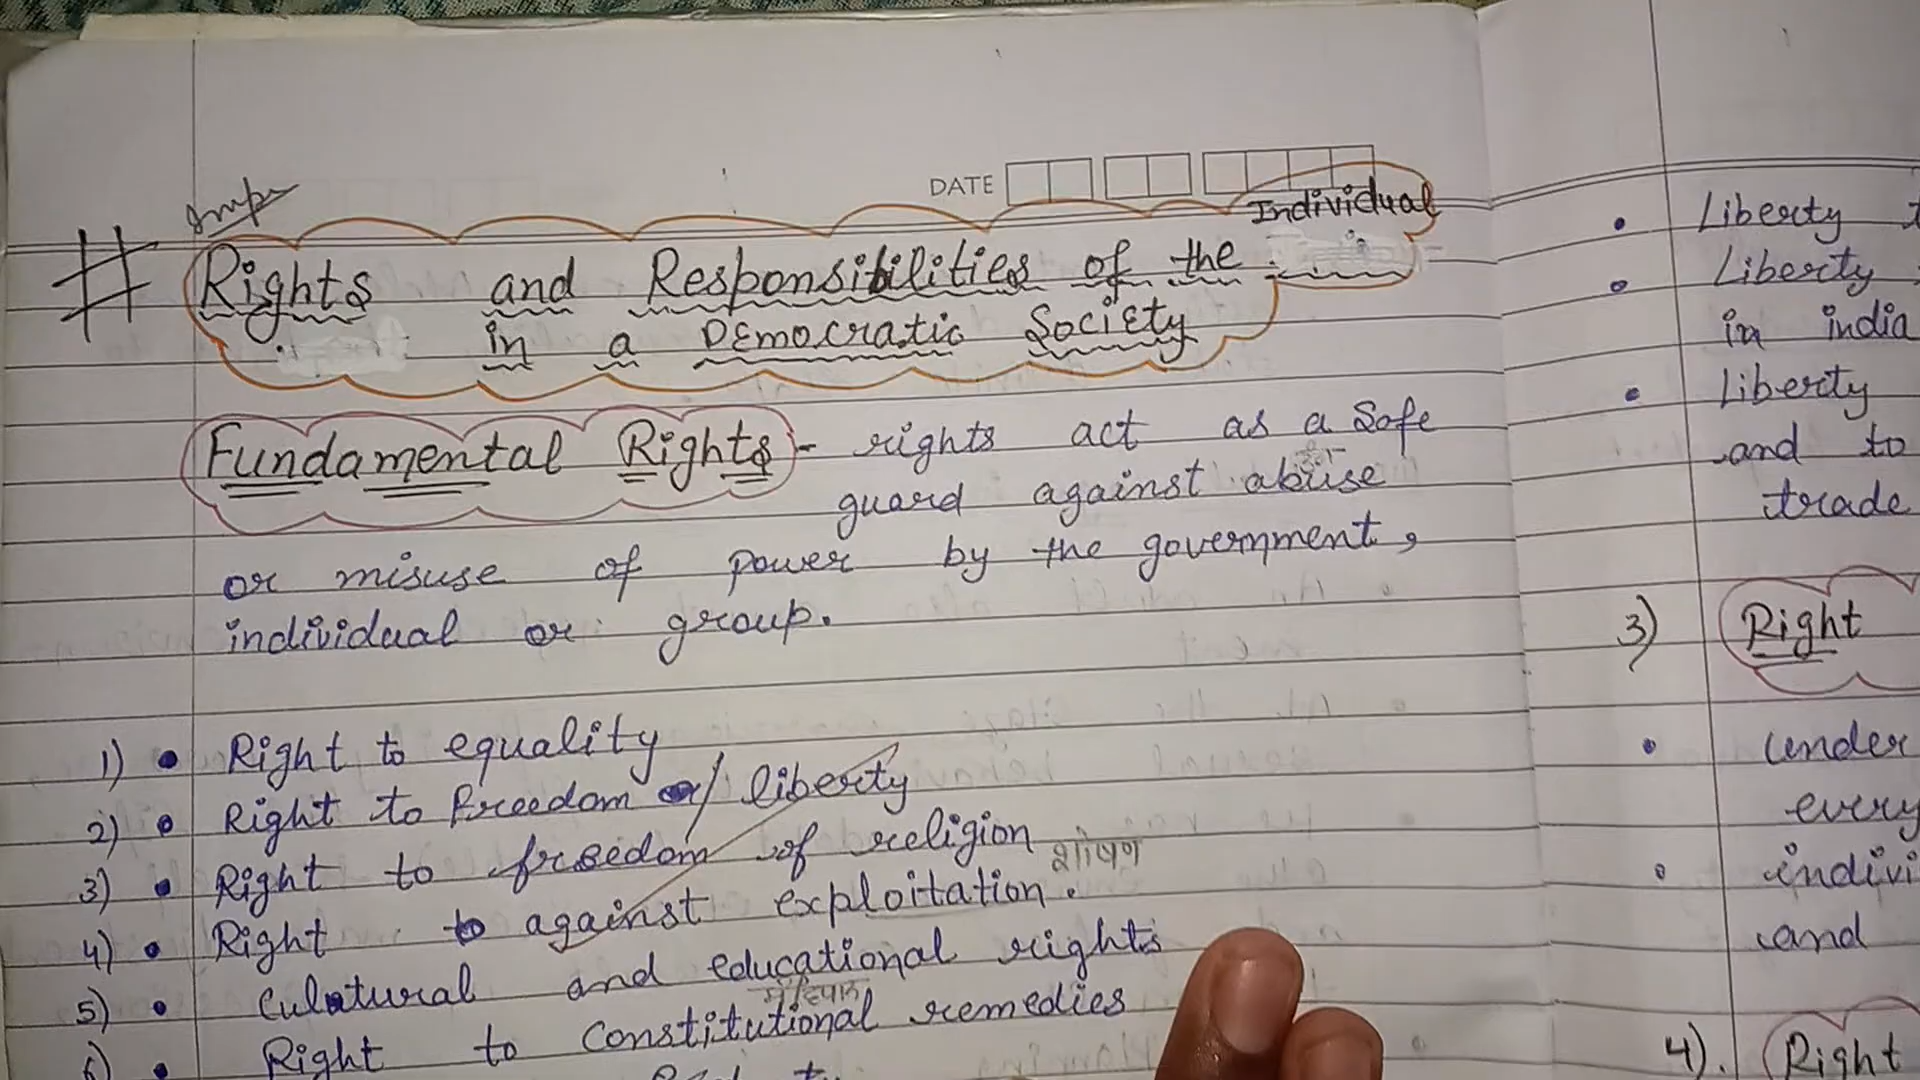 Imp
DATE
Individual
# Rights and Responsibilities of the
in a Democratic Society
Fundamental Rights - rights act as a safe
guard against abuse
or misuse of power by the government,
individual or group.
1) • Right to equality
2) • Right to freedom or/ liberty
3) • Right to freedom of religion
शोषण
4) • Right to against exploitation.
5) • Culatural and educational rights
6) • Right to Constitutional remedies
• Liberty
• Liberty
in india
• Liberty
and to
trade
3) Right
• under
every
• indivi
and
4). Right